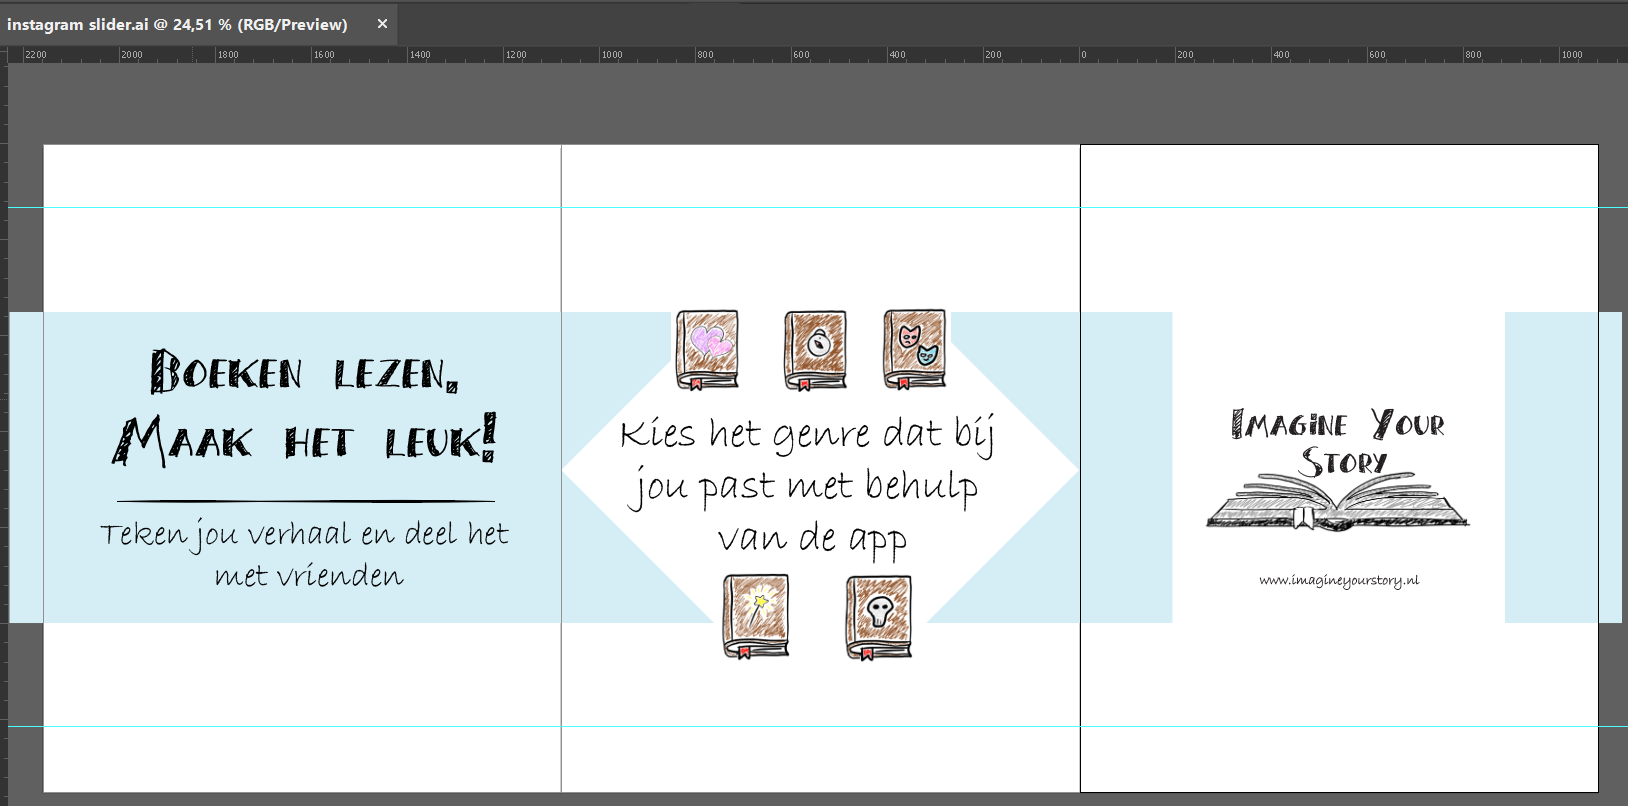 instagram slider.ai @ 24,51 % (RGB/Preview) ×
2200 2000 1800 1600 1400 1200 1000 800 600 400 200 0 200 400 600 800 1000
Boeken lezen.
Maak het leuk!
Teken jou verhaal en deel het
met vrienden
Kies het genre dat bij
jou past met behulp
van de app
Imagine Your
Story
www.imagineyourstory.nl